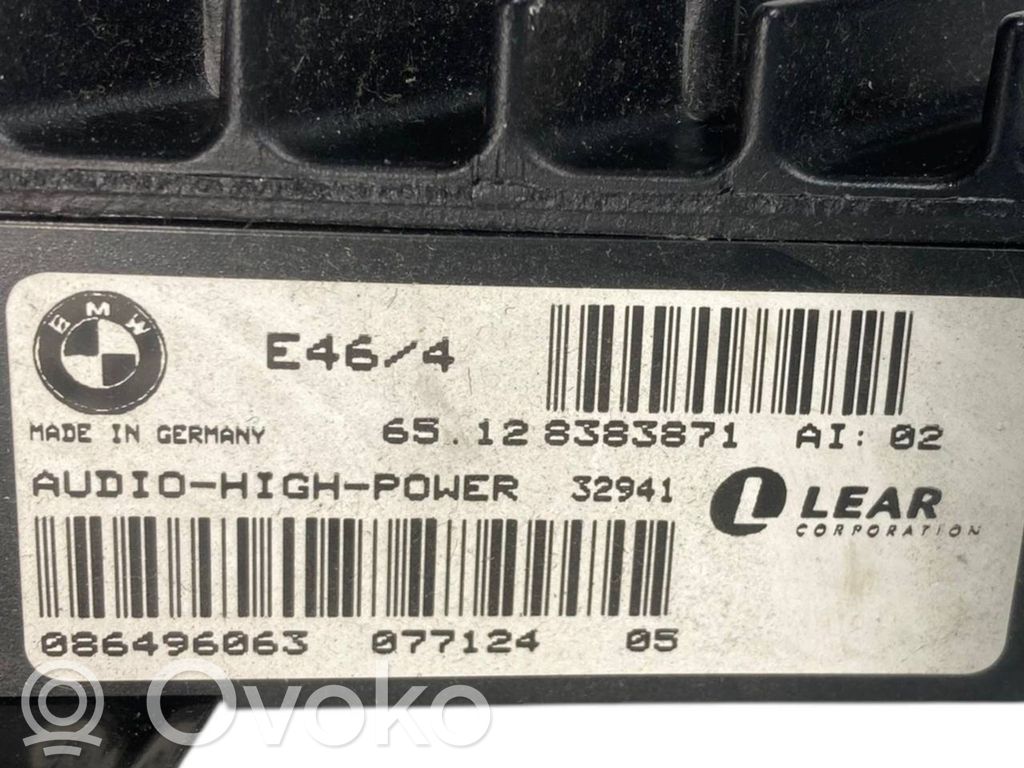 BMW
E46/4
MADE IN GERMANY
65.12 8383871 AI: 02
AUDIO-HIGH-POWER 32941
LEAR
CORPORATION
086496063 077124 05
Ovoko